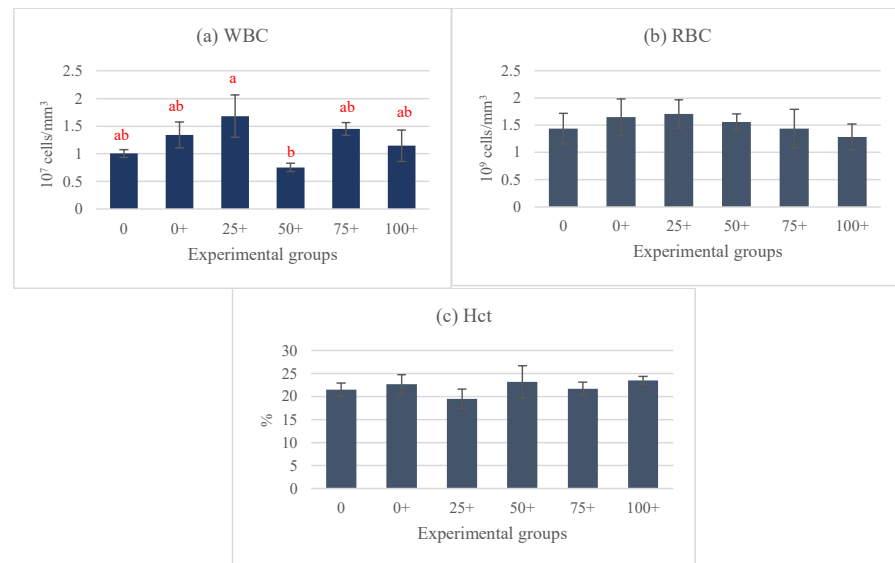 (a) WBC
2.5
2
1.5
1
0.5
0
10⁷ cells/mm³
ab
ab
a
b
ab
ab
0 0+ 25+ 50+ 75+ 100+
Experimental groups
(b) RBC
2.5
2
1.5
1
0.5
0
10⁹ cells/mm³
0 0+ 25+ 50+ 75+ 100+
Experimental groups
(c) Hct
30
25
20
15
10
5
0
%
0 0+ 25+ 50+ 75+ 100+
Experimental groups